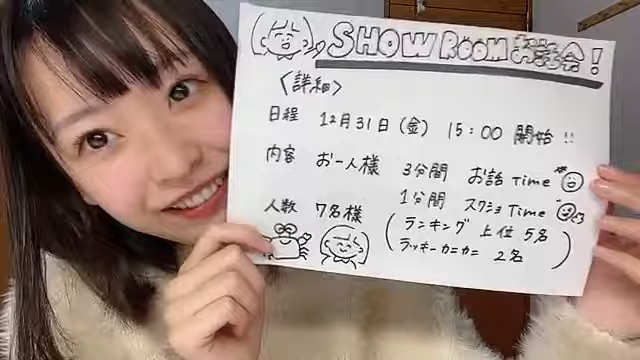 SHOWROOMお話会!
〈詳細〉
日程 12月31日(金) 15:00 開始!!
内容 お一人様 3分間 お話Time
1分間 スクショTime
人数 7名様
(ランキング上位5名
ラッキーカニカニ 2名)